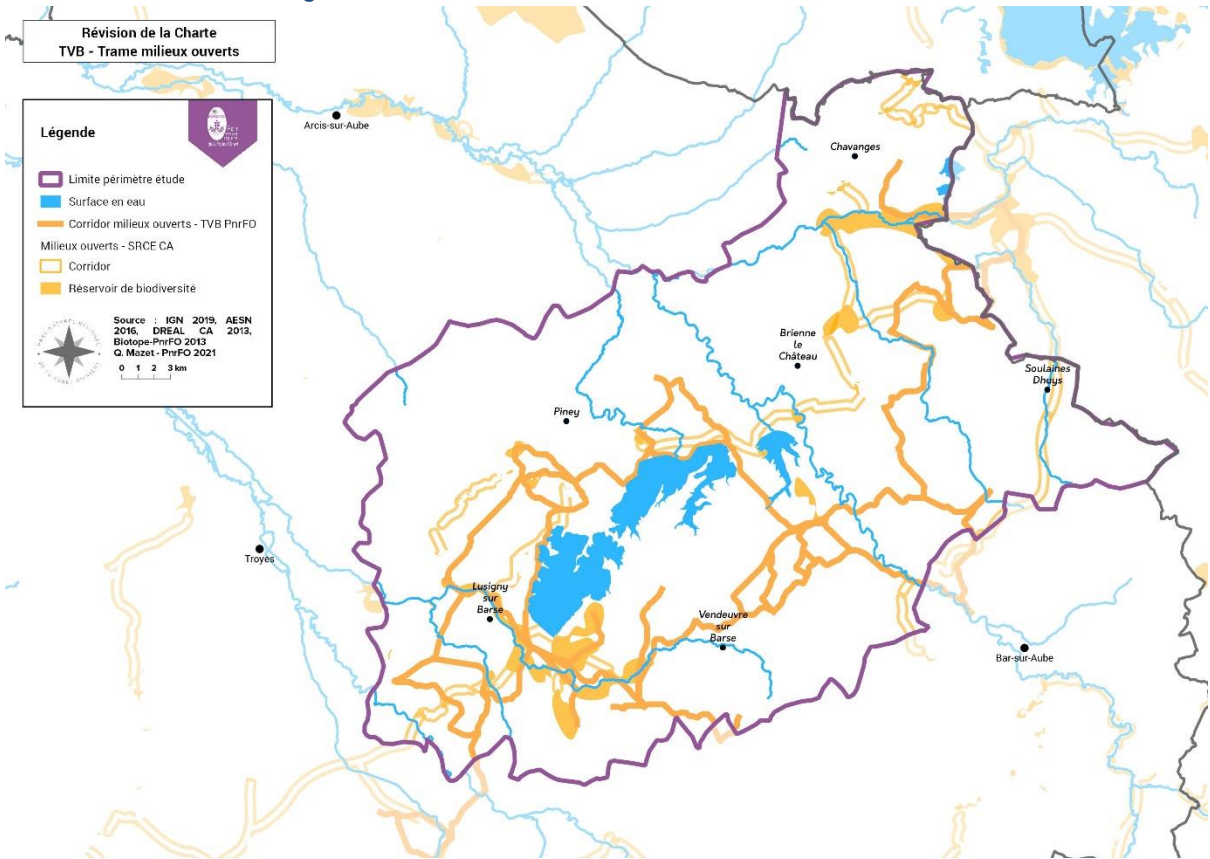 Révision de la Charte
TVB - Trame milieux ouverts
Légende
Limite périmètre étude
Surface en eau
Corridor milieux ouverts - TVB PnrFO
Milieux ouverts - SRCE CA
Corridor
Réservoir de biodiversité
Source : IGN 2019, AESN
2016, DREAL CA 2013,
Biotope-PnrFO 2013
Q. Mazet - PnrFO 2021
0 1 2 3 km
Arcis-sur-Aube
Chavanges
Brienne
le
Château
Soulaines
Dhuys
Piney
Troyes
Lusigny
sur
Barse
Vendeuvre
sur
Barse
Bar-sur-Aube